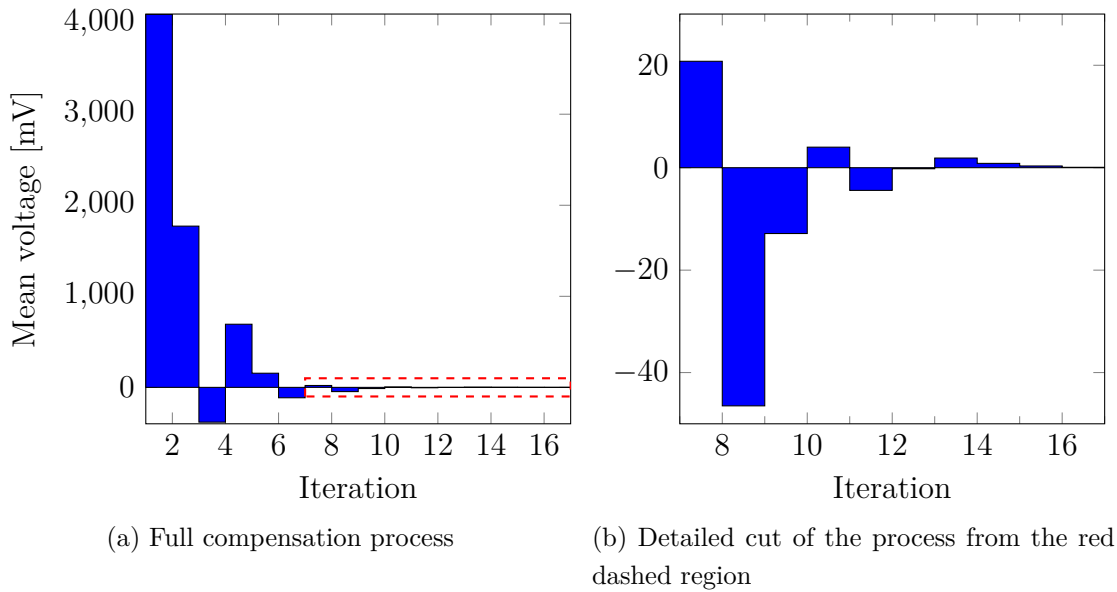 4,000
3,000
2,000
1,000
0
Mean voltage [mV]
2 4 6 8 10 12 14 16
Iteration
(a) Full compensation process
20
0
−20
−40
8 10 12 14 16
Iteration
(b) Detailed cut of the process from the red
dashed region